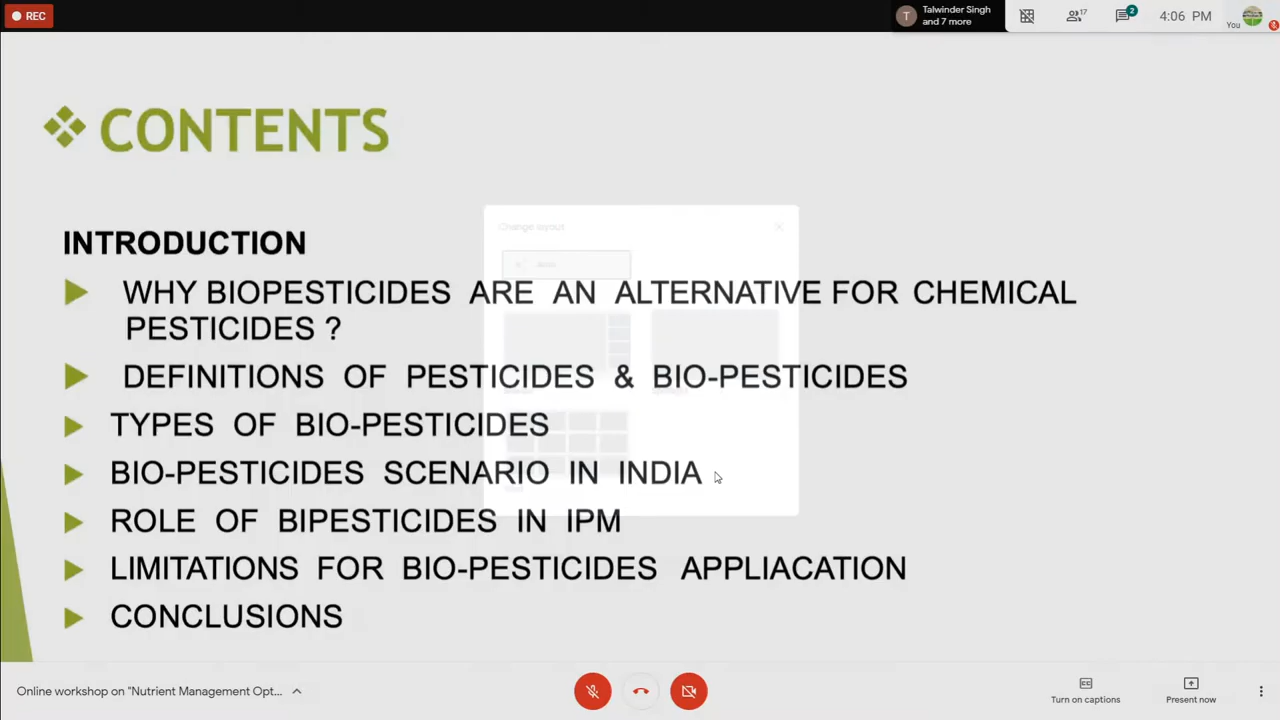 REC
Talwinder Singh
and 7 more
17
2
4:06 PM
You
CONTENTS
INTRODUCTION
WHY BIOPESTICIDES ARE AN ALTERNATIVE FOR CHEMICAL
PESTICIDES ?
DEFINITIONS OF PESTICIDES & BIO-PESTICIDES
TYPES OF BIO-PESTICIDES
BIO-PESTICIDES SCENARIO IN INDIA
ROLE OF BIPESTICIDES IN IPM
LIMITATIONS FOR BIO-PESTICIDES APPLIACATION
CONCLUSIONS
Online workshop on "Nutrient Management Opt...
Turn on captions
Present now